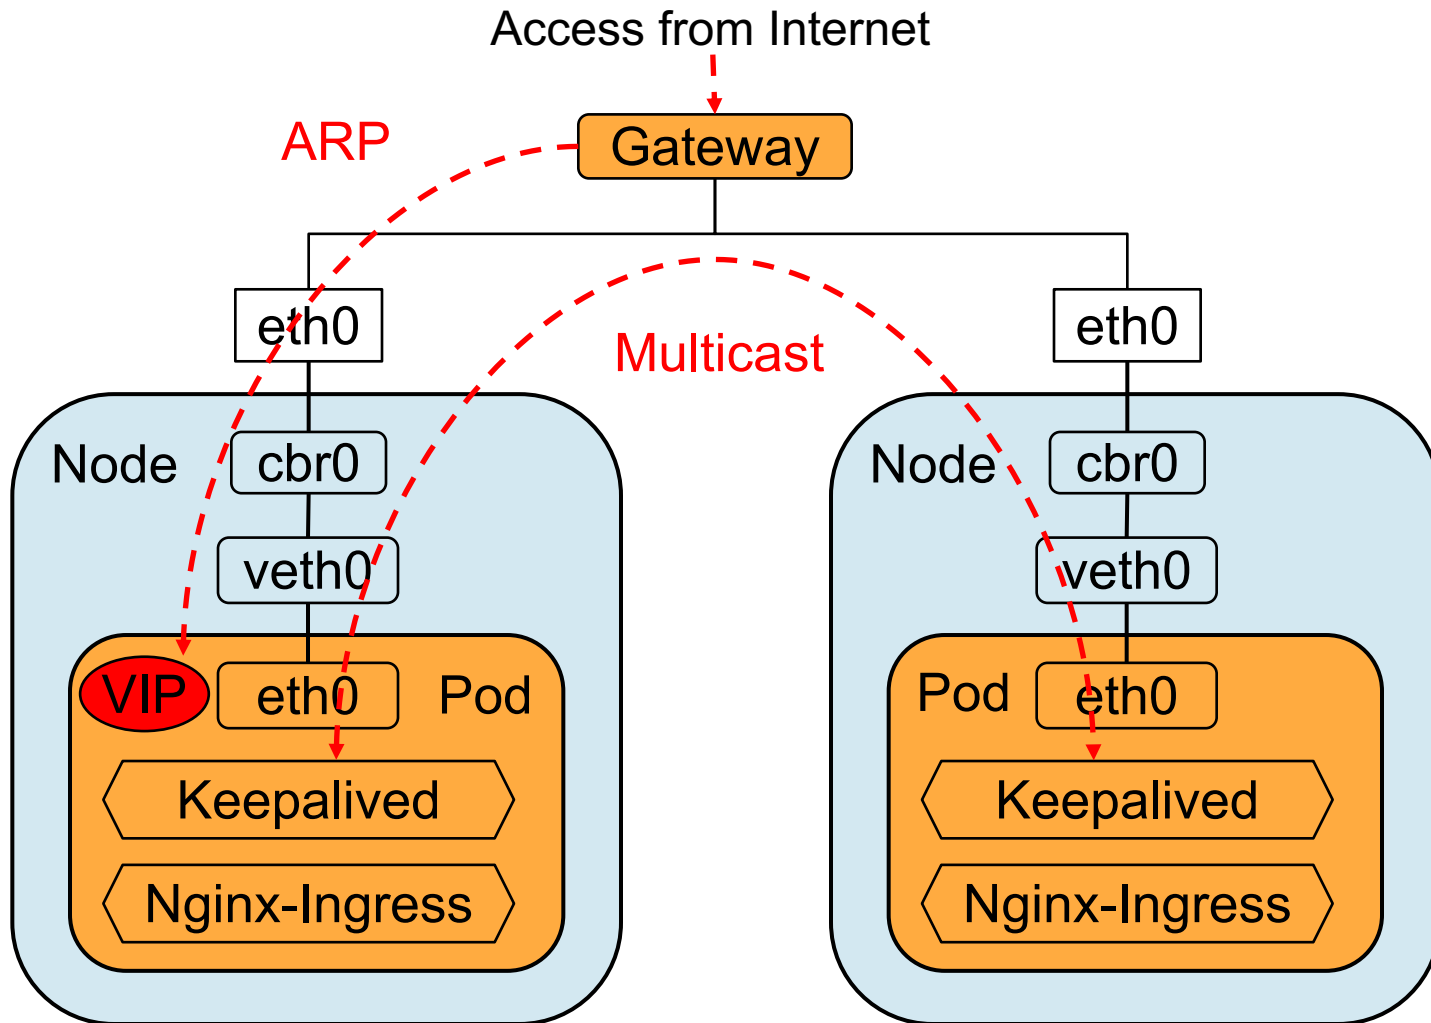 Access from Internet
ARP
Gateway
eth0
eth0
Multicast
Node
cbr0
Node
cbr0
veth0
veth0
VIP
eth0
Pod
Pod
eth0
Keepalived
Keepalived
Nginx-Ingress
Nginx-Ingress